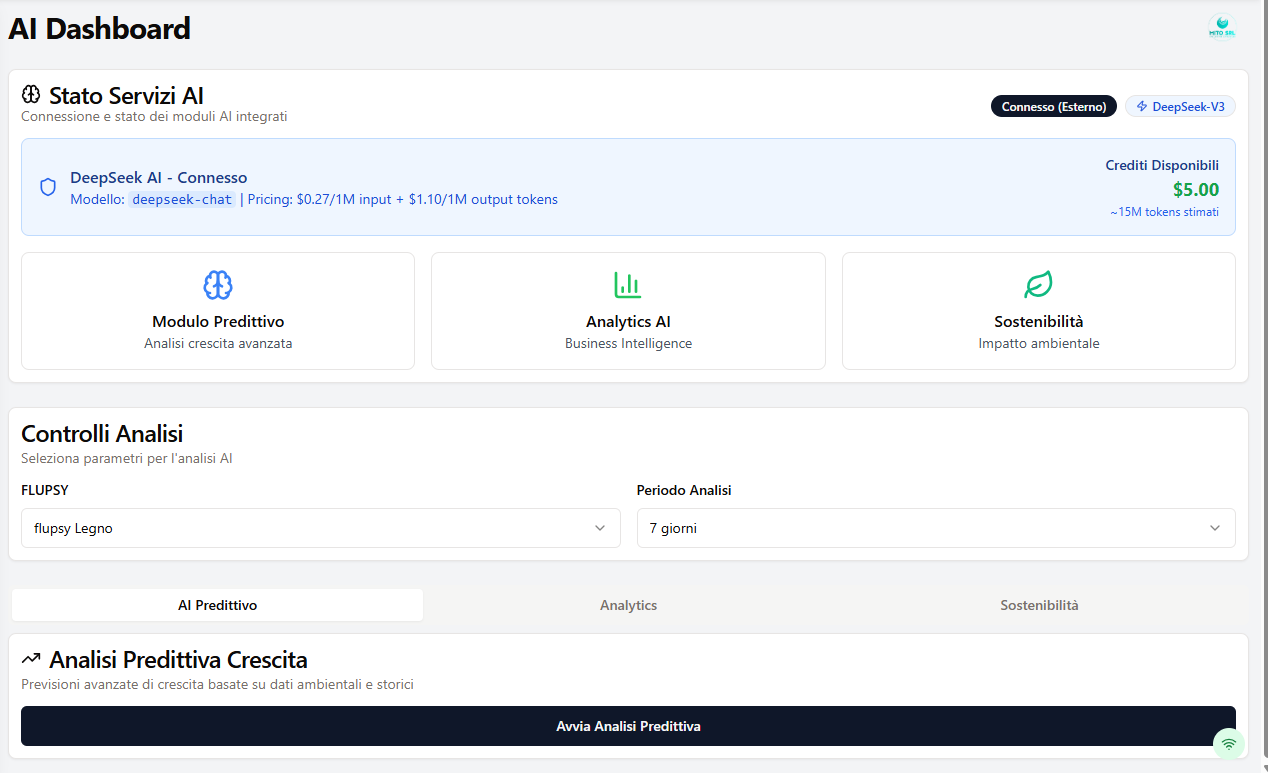 AI Dashboard
MITO SRL
Stato Servizi AI
Connessione e stato dei moduli AI integrati
Connesso (Esterno)
DeepSeek-V3
DeepSeek AI - Connesso
Modello: deepseek-chat | Pricing: $0.27/1M input + $1.10/1M output tokens
Crediti Disponibili
$5.00
~15M tokens stimati
Modulo Predittivo
Analisi crescita avanzata
Analytics AI
Business Intelligence
Sostenibilità
Impatto ambientale
Controlli Analisi
Seleziona parametri per l'analisi AI
FLUPSY
flupsy Legno
Periodo Analisi
7 giorni
AI Predittivo
Analytics
Sostenibilità
Analisi Predittiva Crescita
Previsioni avanzate di crescita basate su dati ambientali e storici
Avvia Analisi Predittiva